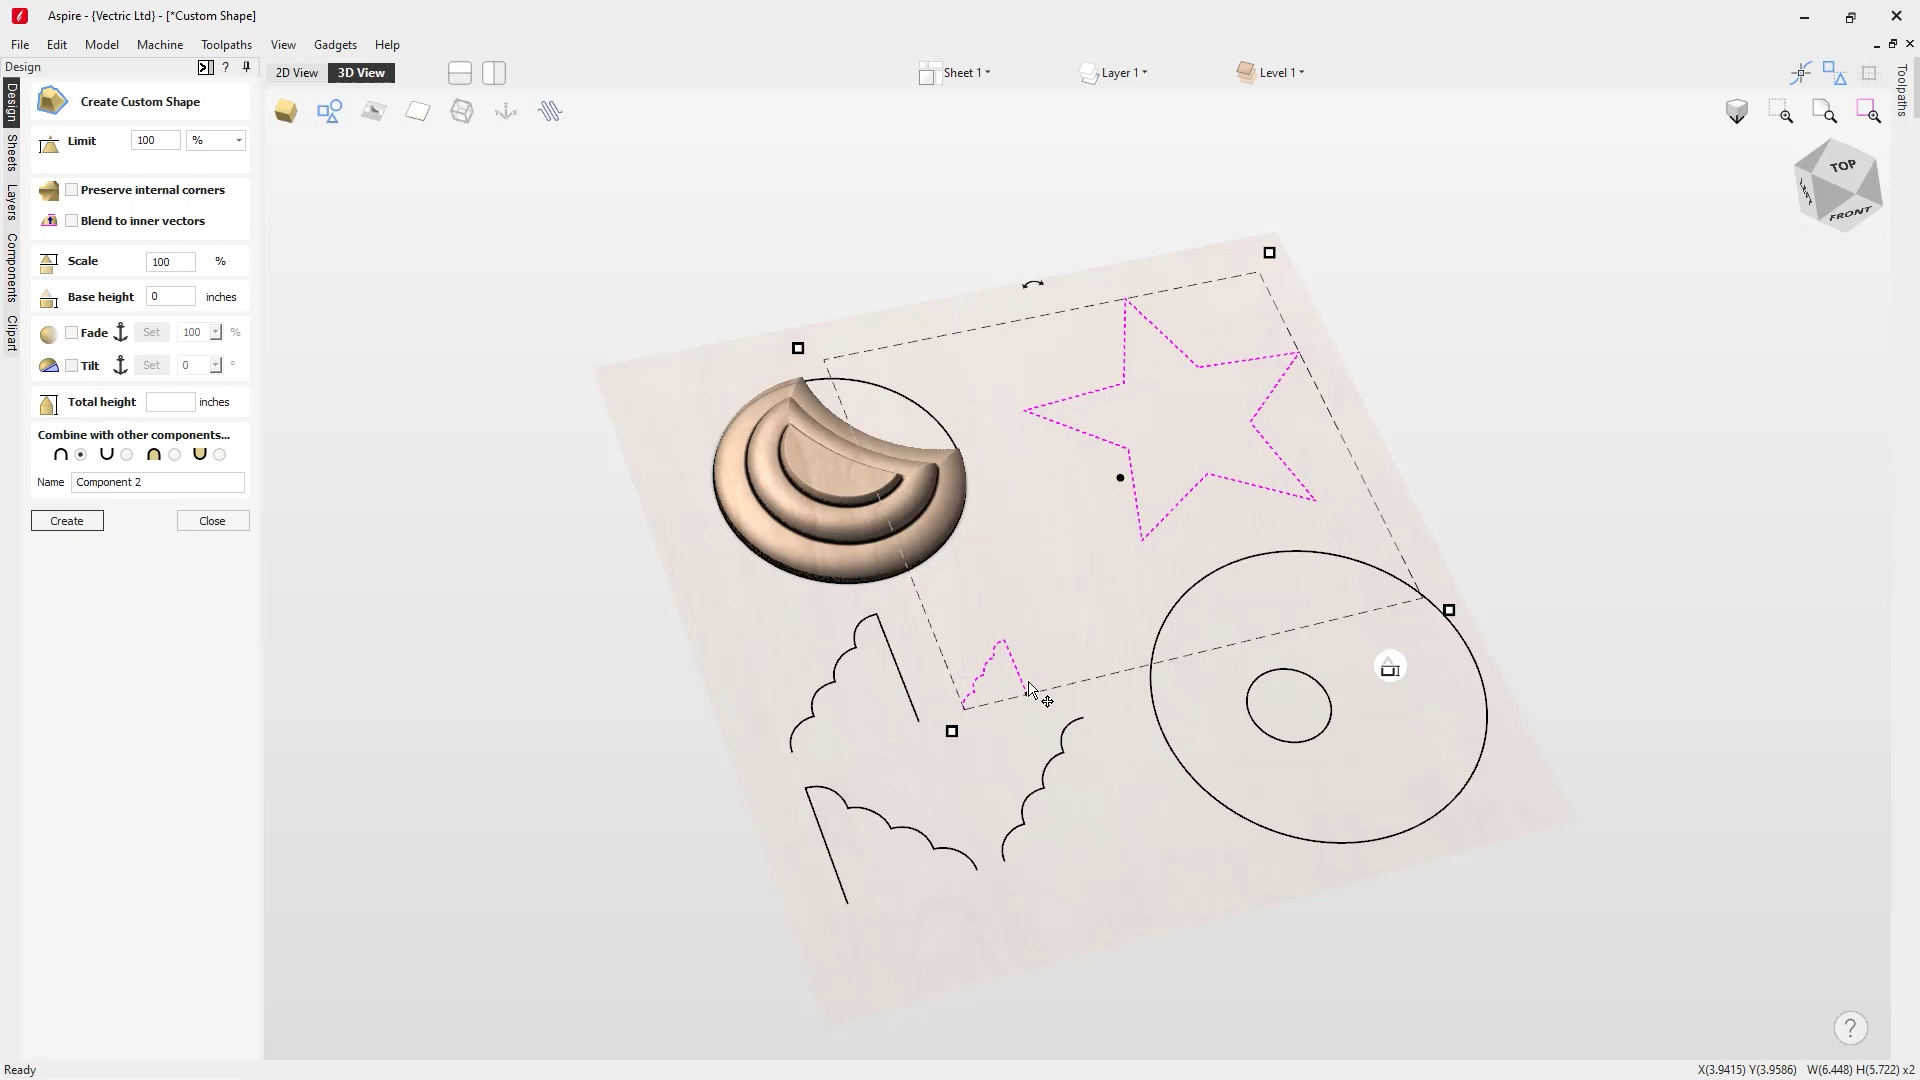 Aspire - {Vectric Ltd} - [*Custom Shape]
File Edit Model Machine Toolpaths View Gadgets Help
Design ?
2D View 3D View Sheet 1 Layer 1 Level 1
Design
Sheets
Layers
Components
Clipart
Toolpaths
Create Custom Shape
Limit 100 %
Preserve internal corners
Blend to inner vectors
Scale 100 %
Base height 0 inches
Fade Set 100 %
Tilt Set 0 °
Total height inches
Combine with other components...
Name Component 2
Create Close
TOP
LEFT
FRONT
?
Ready X(3.9415) Y(3.9586) W(6.448) H(5.722) x2